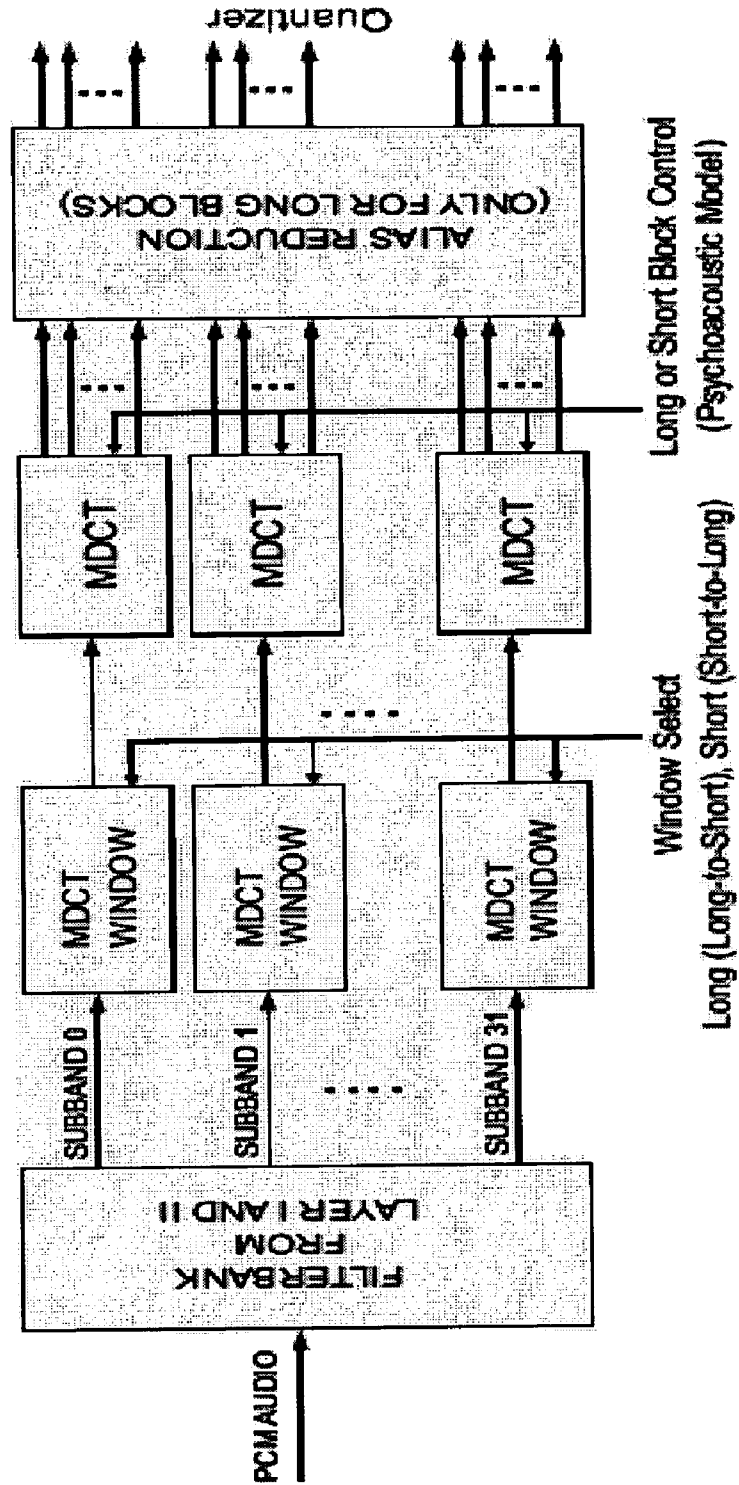 PCM AUDIO
FILTERBANK
FROM
LAYER I AND II
SUBBAND 0
SUBBAND 1
SUBBAND 31
MDCT
WINDOW
MDCT
WINDOW
MDCT
WINDOW
Window Select
Long (Long-to-Short), Short (Short-to-Long)
MDCT
MDCT
MDCT
Long or Short Block Control
(Psychoacoustic Model)
ALIAS REDUCTION
(ONLY FOR LONG BLOCKS)
Quantizer